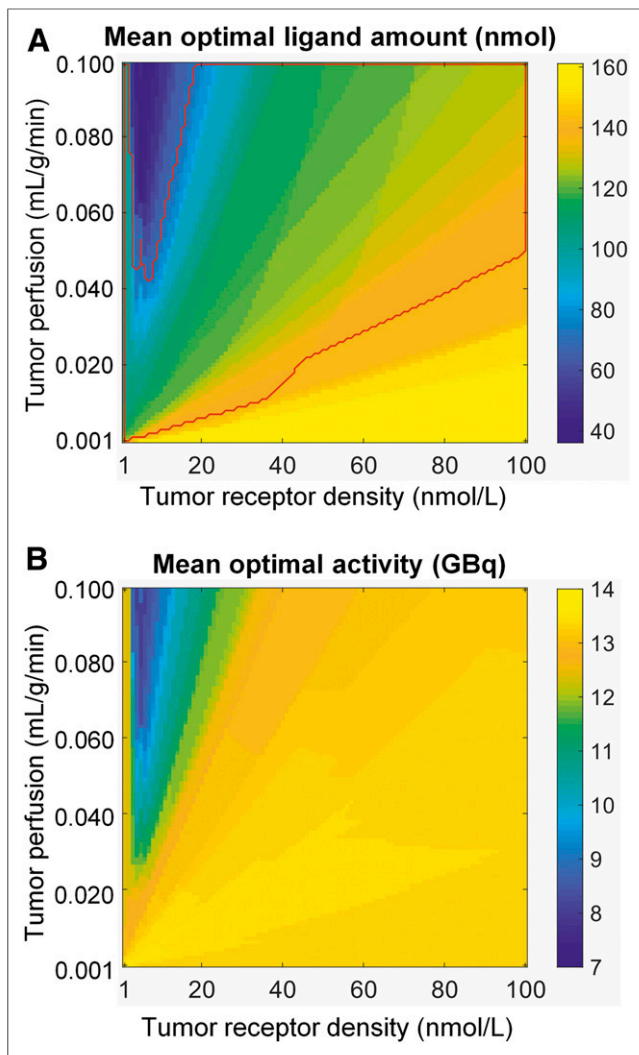 A
Mean optimal ligand amount (nmol)
0.100
0.080
0.060
0.040
0.020
0.001
Tumor perfusion (mL/g/min)
1 20 40 60 80 100
Tumor receptor density (nmol/L)
160
140
120
100
80
60
40
B
Mean optimal activity (GBq)
0.100
0.080
0.060
0.040
0.020
0.001
Tumor perfusion (mL/g/min)
1 20 40 60 80 100
Tumor receptor density (nmol/L)
14
13
12
11
10
9
8
7